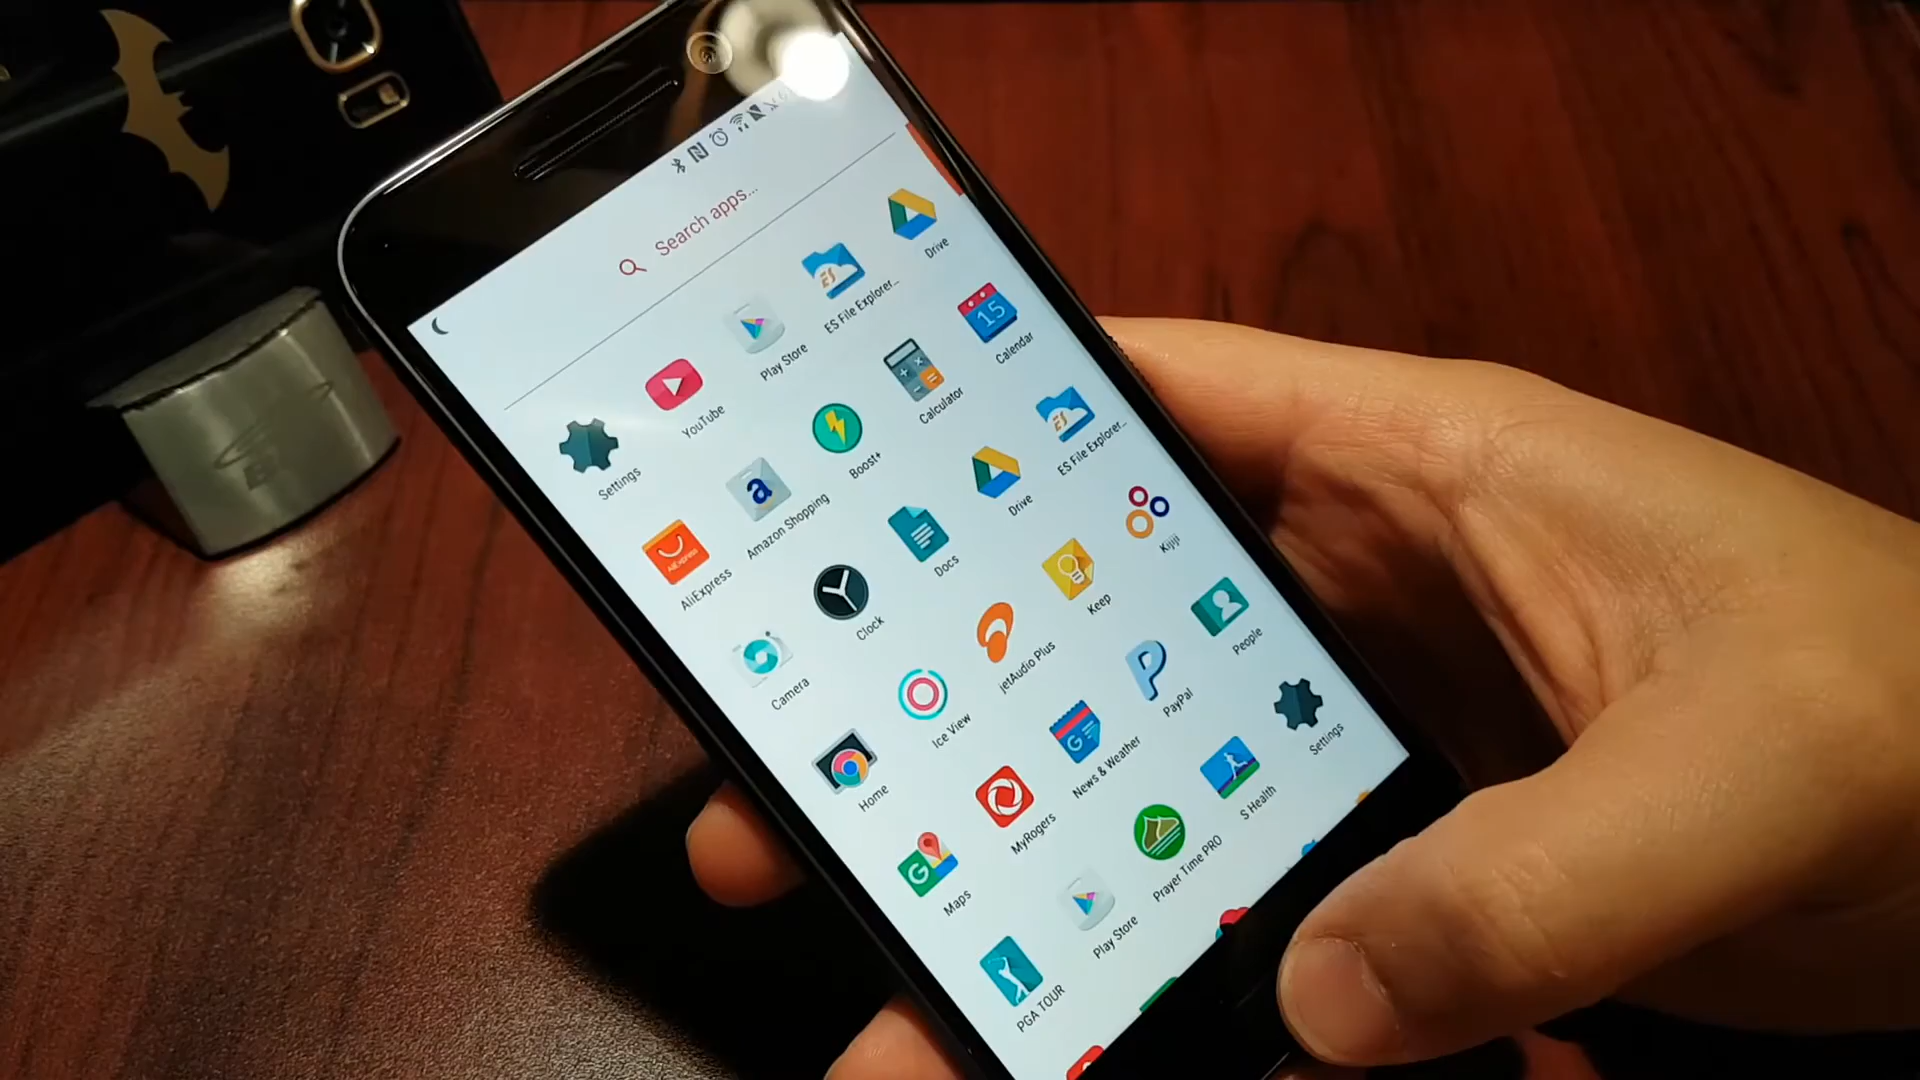 Search apps...
Settings
YouTube
Play Store
ES File Explorer...
Drive
AliExpress
Amazon Shopping
Boost+
Calculator
Calendar
15
Camera
Clock
Docs
Drive
ES File Explorer...
Home
Ice View
jetAudio Plus
Keep
Kijiji
Maps
MyRogers
News & Weather
PayPal
People
PGA TOUR
Play Store
Prayer Time PRO
S Health
Settings